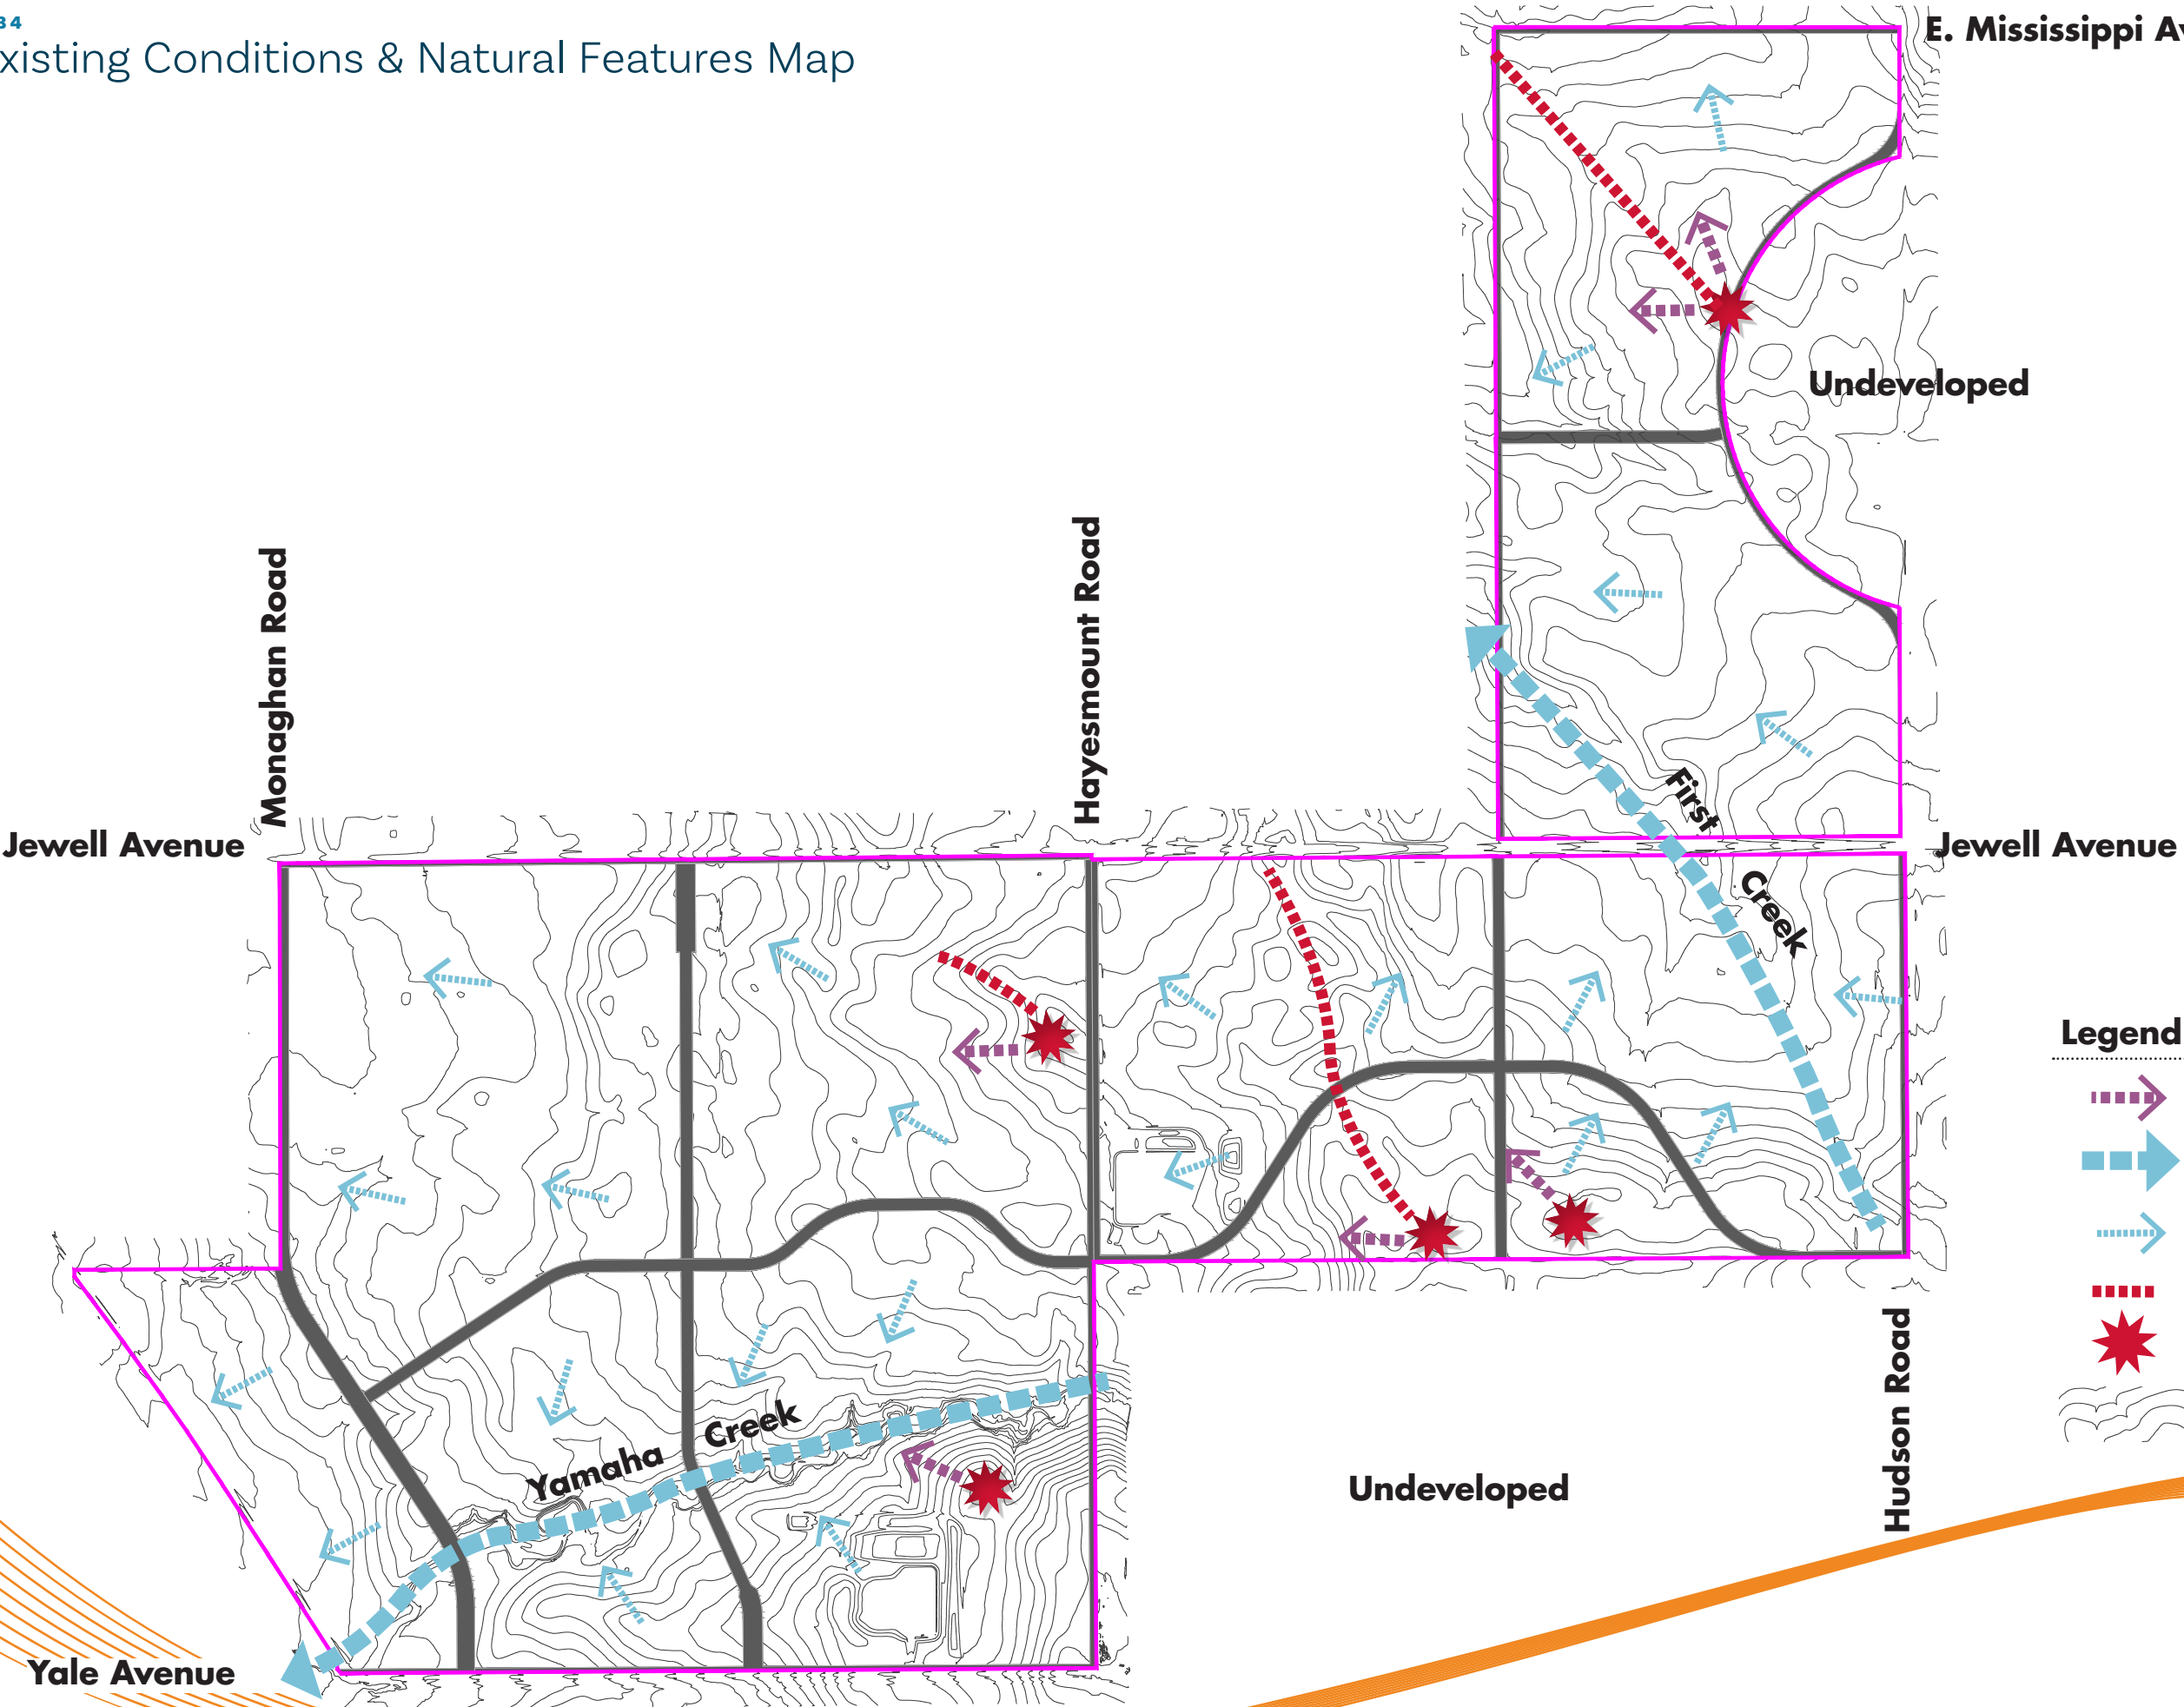 34
xisting Conditions & Natural Features Map
E. Mississippi Av
Undeveloped
Monaghan Road
Hayesmount Road
First
Creek
Jewell Avenue
Jewell Avenue
Legend
Yamaha
Creek
Undeveloped
Hudson Road
Yale Avenue